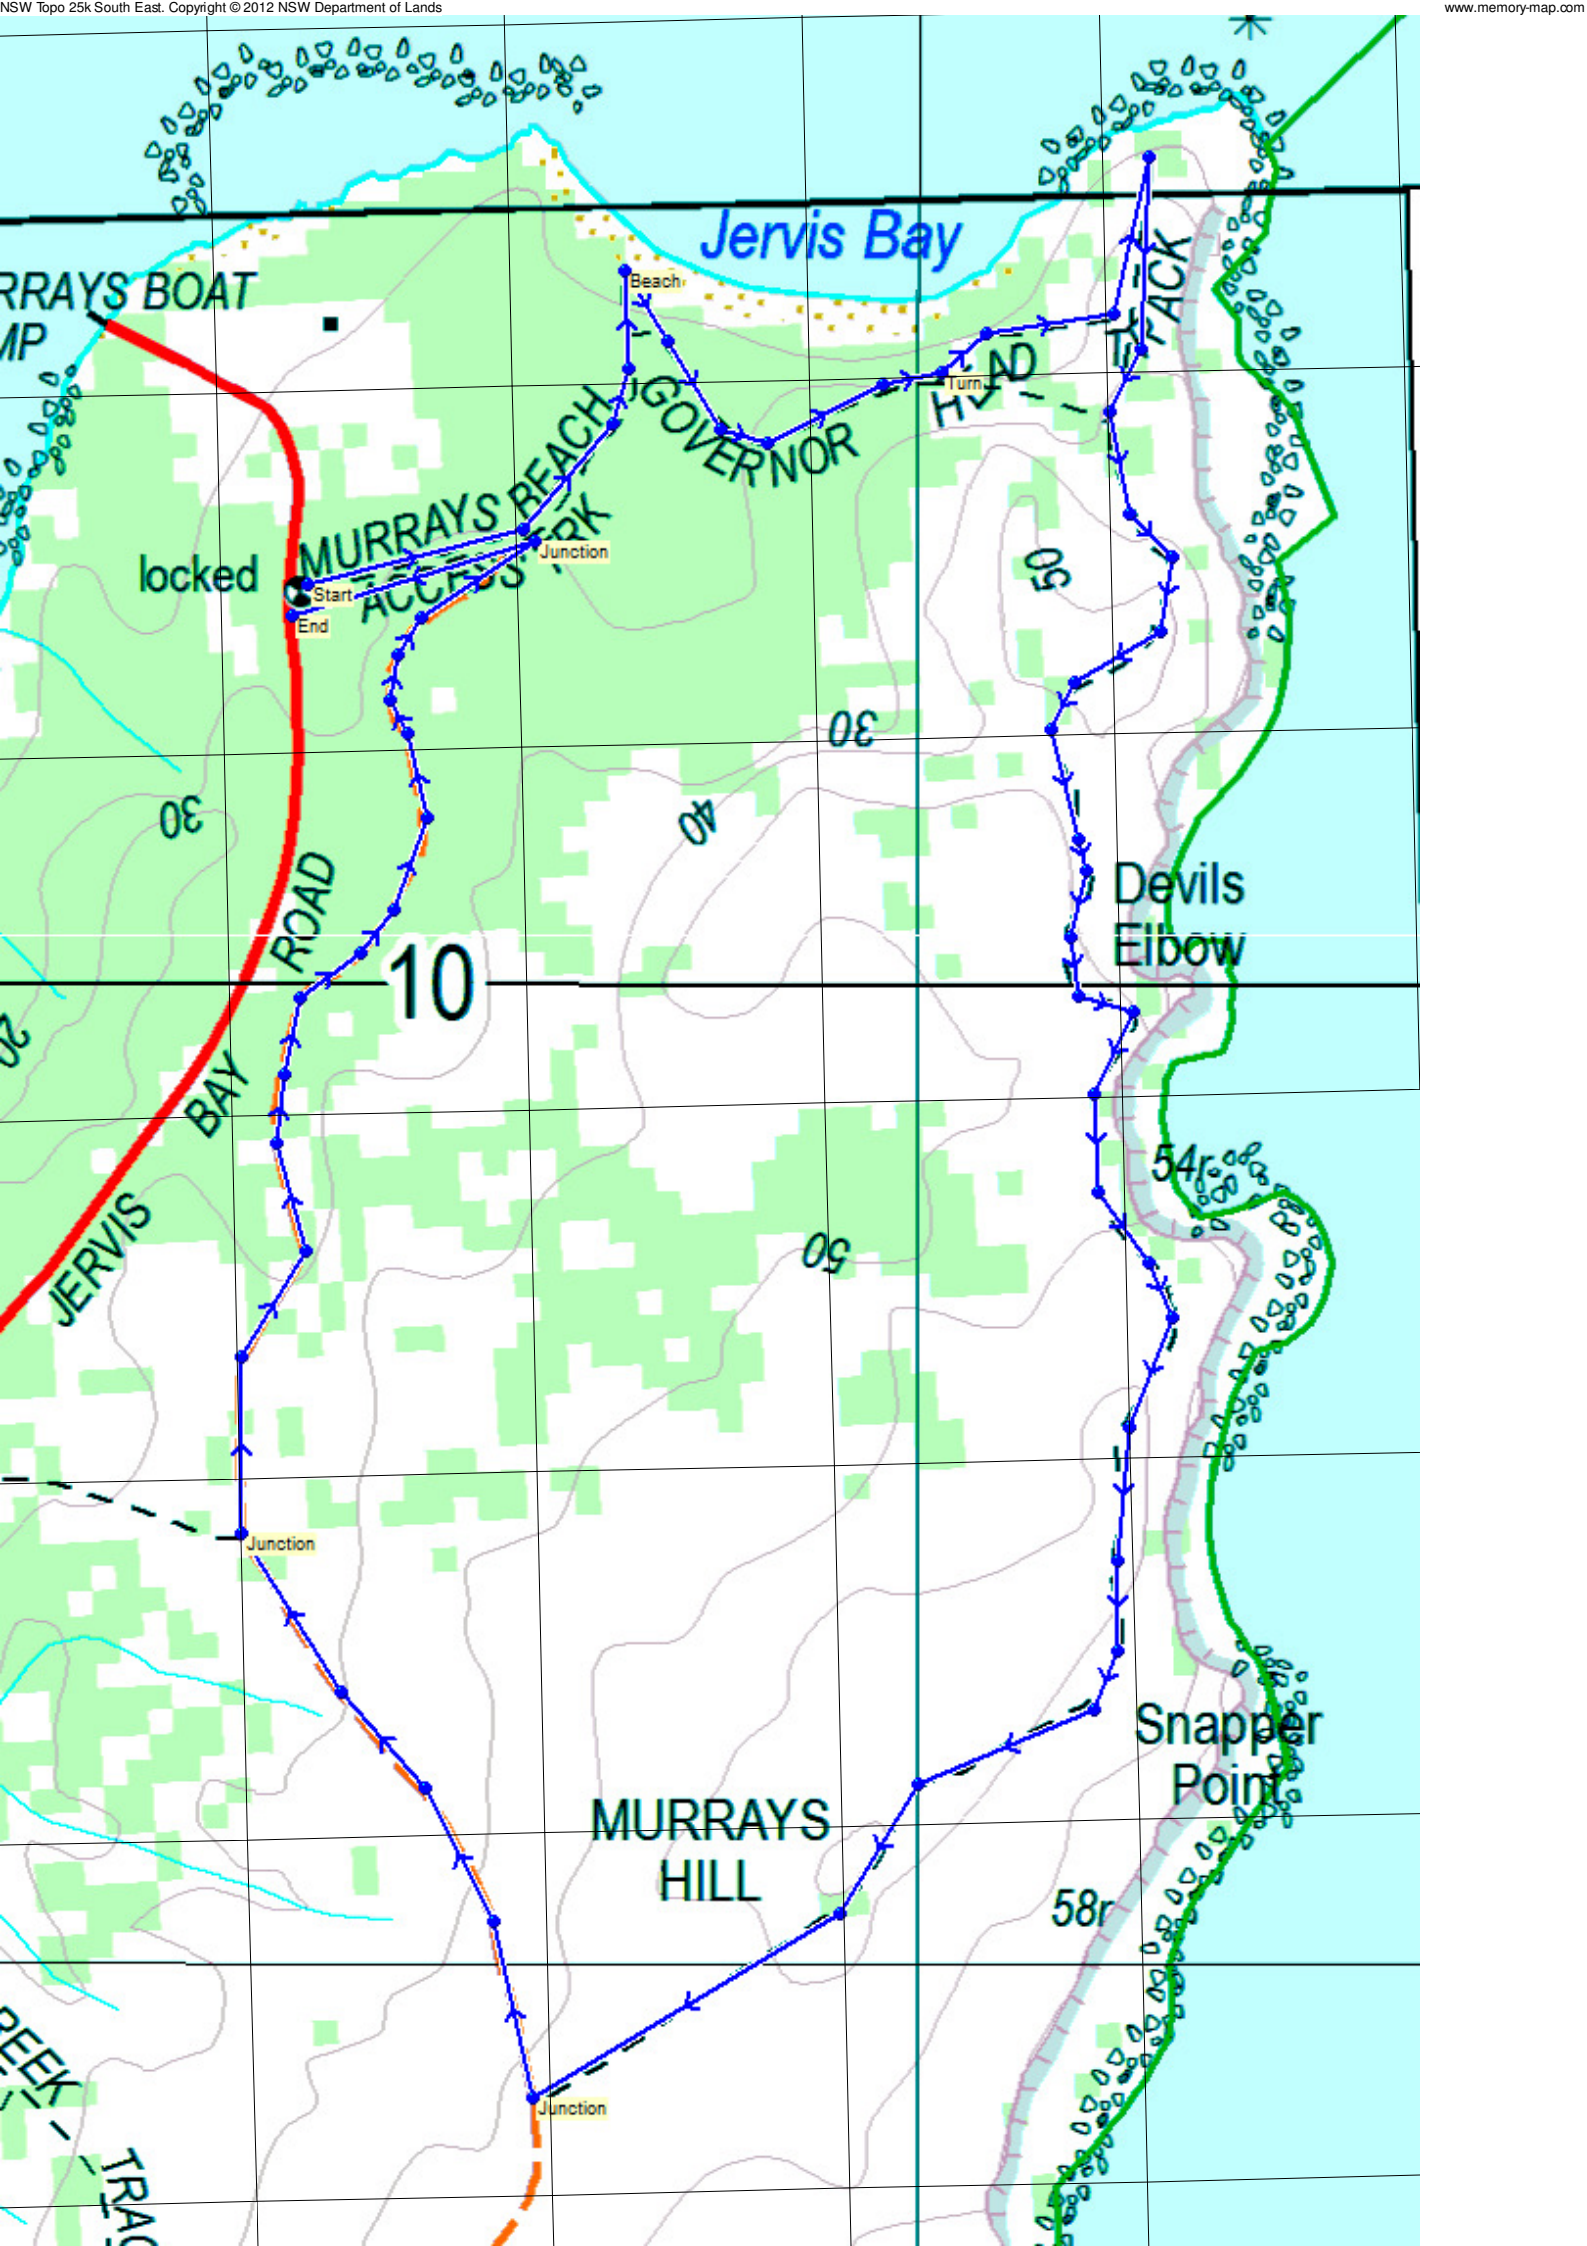 NSW Topo 25k South East. Copyright © 2012 NSW Department of Lands
www.memory-map.com
Jervis Bay
RRAYS BOAT
MP
Beach
TRACK
Turn
HEAD
GOVERNOR
MURRAYS BEACH
ACCESS
Junction
locked
Start
End
50
30
30
40
Devils
Elbow
ROAD
10
20
BAY
54r
JERVIS
50
Junction
Snapper
Point
MURRAYS
HILL
58r
REEK
TRAC
Junction